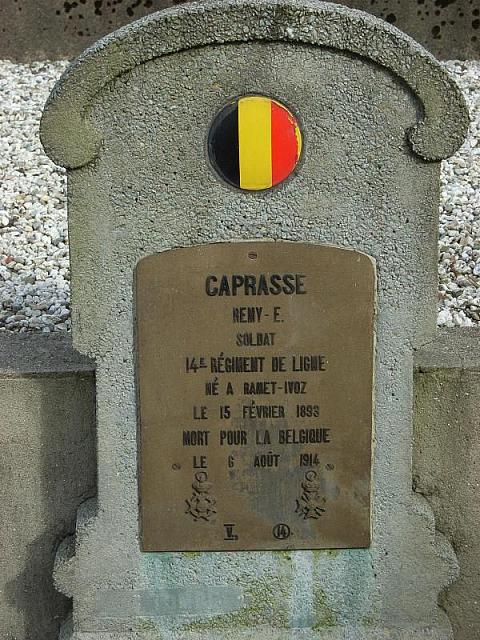 CAPRASSE
REMY - E.
SOLDAT
14E RÉGIMENT DE LIGNE
NÉ A RAMET-IVOZ
LE 15 FÉVRIER 1893
MORT POUR LA BELGIQUE
LE 6 AOÛT 1914
V. 14